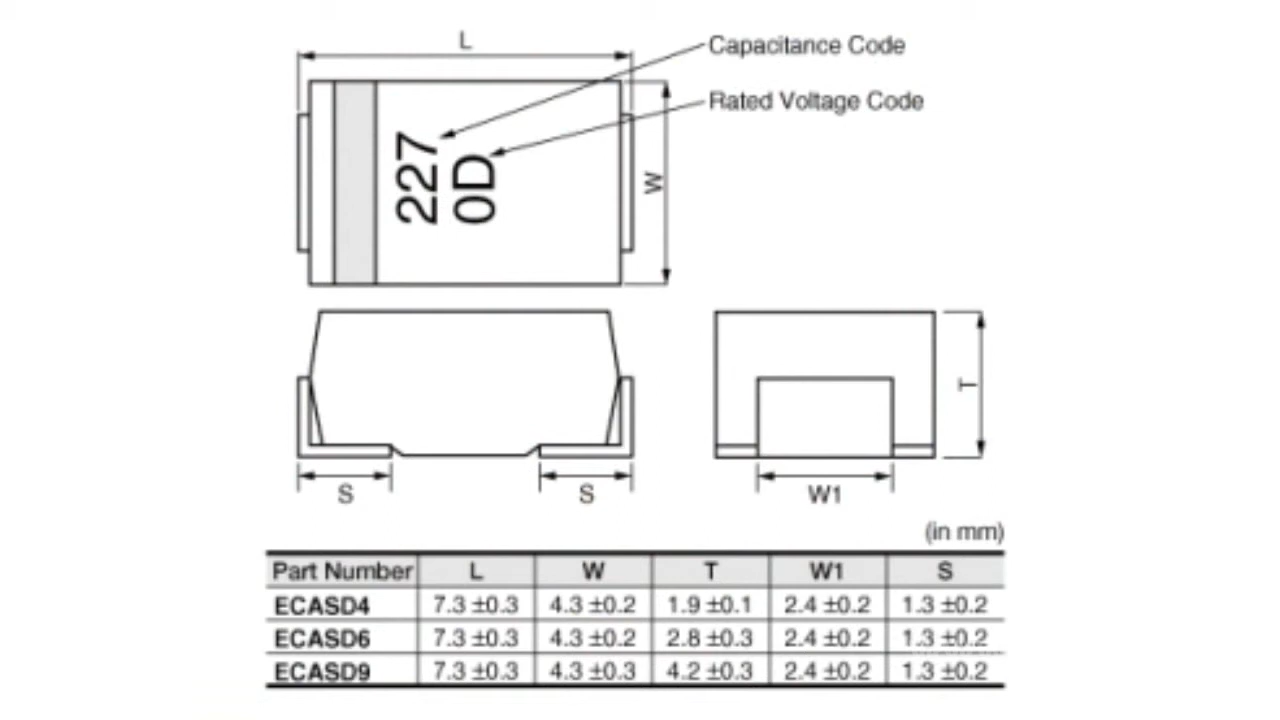 L
Capacitance Code
Rated Voltage Code
227
0D
W
T
S
S
W1
(in mm)
Part Number L W T W1 S
ECASD4 7.3 ±0.3 4.3 ±0.2 1.9 ±0.1 2.4 ±0.2 1.3 ±0.2
ECASD6 7.3 ±0.3 4.3 ±0.2 2.8 ±0.3 2.4 ±0.2 1.3 ±0.2
ECASD9 7.3 ±0.3 4.3 ±0.3 4.2 ±0.3 2.4 ±0.2 1.3 ±0.2